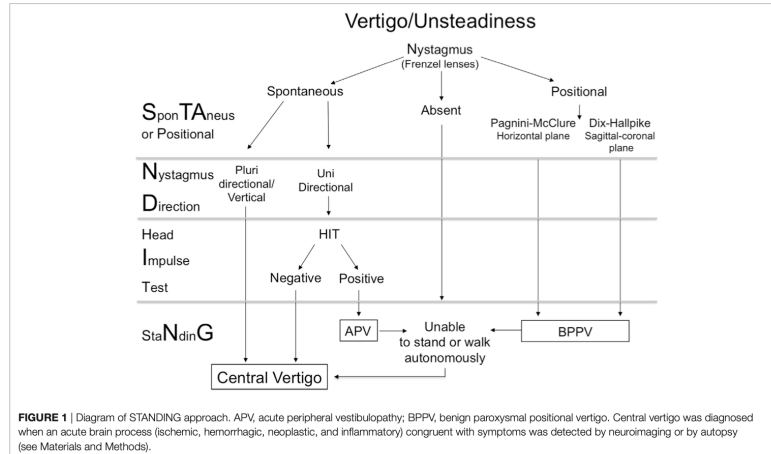 Vertigo/Unsteadiness
Nystagmus
(Frenzel lenses)
Spontaneous
Absent
Positional
SponTAneus
or Positional
Pagnini-McClure
Horizontal plane
Dix-Hallpike
Sagittal-coronal
plane
Nystagmus
Direction
Pluri
directional/
Vertical
Uni
Directional
Head
Impulse
Test
HIT
Negative
Positive
StaNdinG
APV
Unable
to stand or walk
autonomously
BPPV
Central Vertigo
FIGURE 1 | Diagram of STANDING approach. APV, acute peripheral vestibulopathy; BPPV, benign paroxysmal positional vertigo. Central vertigo was diagnosed
when an acute brain process (ischemic, hemorrhagic, neoplastic, and inflammatory) congruent with symptoms was detected by neuroimaging or by autopsy
(see Materials and Methods).